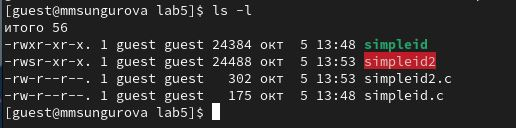 [guest@mmsungurova lab5]$ ls -l
итого 56
-rwxr-xr-x. 1 guest guest 24384 окт  5 13:48 simpleid
-rwsr-xr-x. 1 guest guest 24488 окт  5 13:53 simpleid2
-rw-r--r--. 1 guest guest   302 окт  5 13:53 simpleid2.c
-rw-r--r--. 1 guest guest   175 окт  5 13:48 simpleid.c
[guest@mmsungurova lab5]$